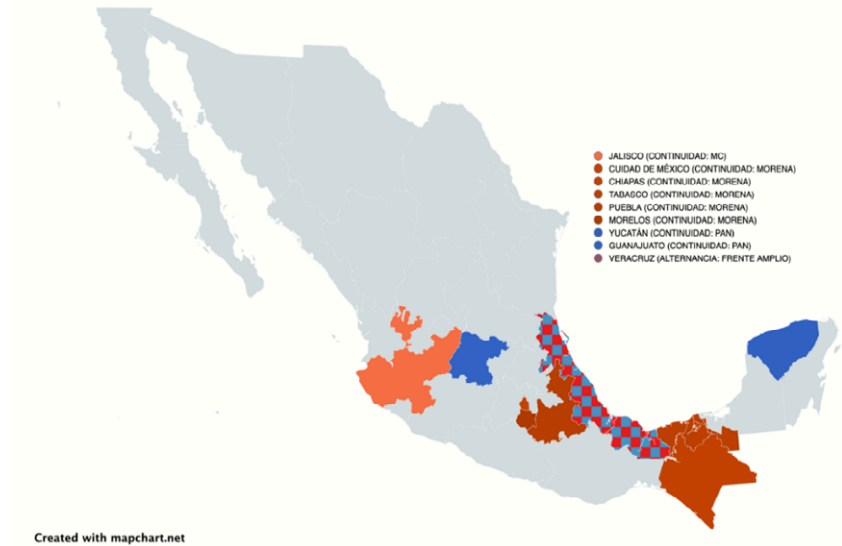 JALISCO (CONTINUIDAD: MC)
CUIDAD DE MÉXICO (CONTINUIDAD: MORENA)
CHIAPAS (CONTINUIDAD: MORENA)
TABASCO (CONTINUIDAD: MORENA)
PUEBLA (CONTINUIDAD: MORENA)
MORELOS (CONTINUIDAD: MORENA)
YUCATÁN (CONTINUIDAD: PAN)
GUANAJUATO (CONTINUIDAD: PAN)
VERACRUZ (ALTERNANCIA: FRENTE AMPLIO)
Created with mapchart.net